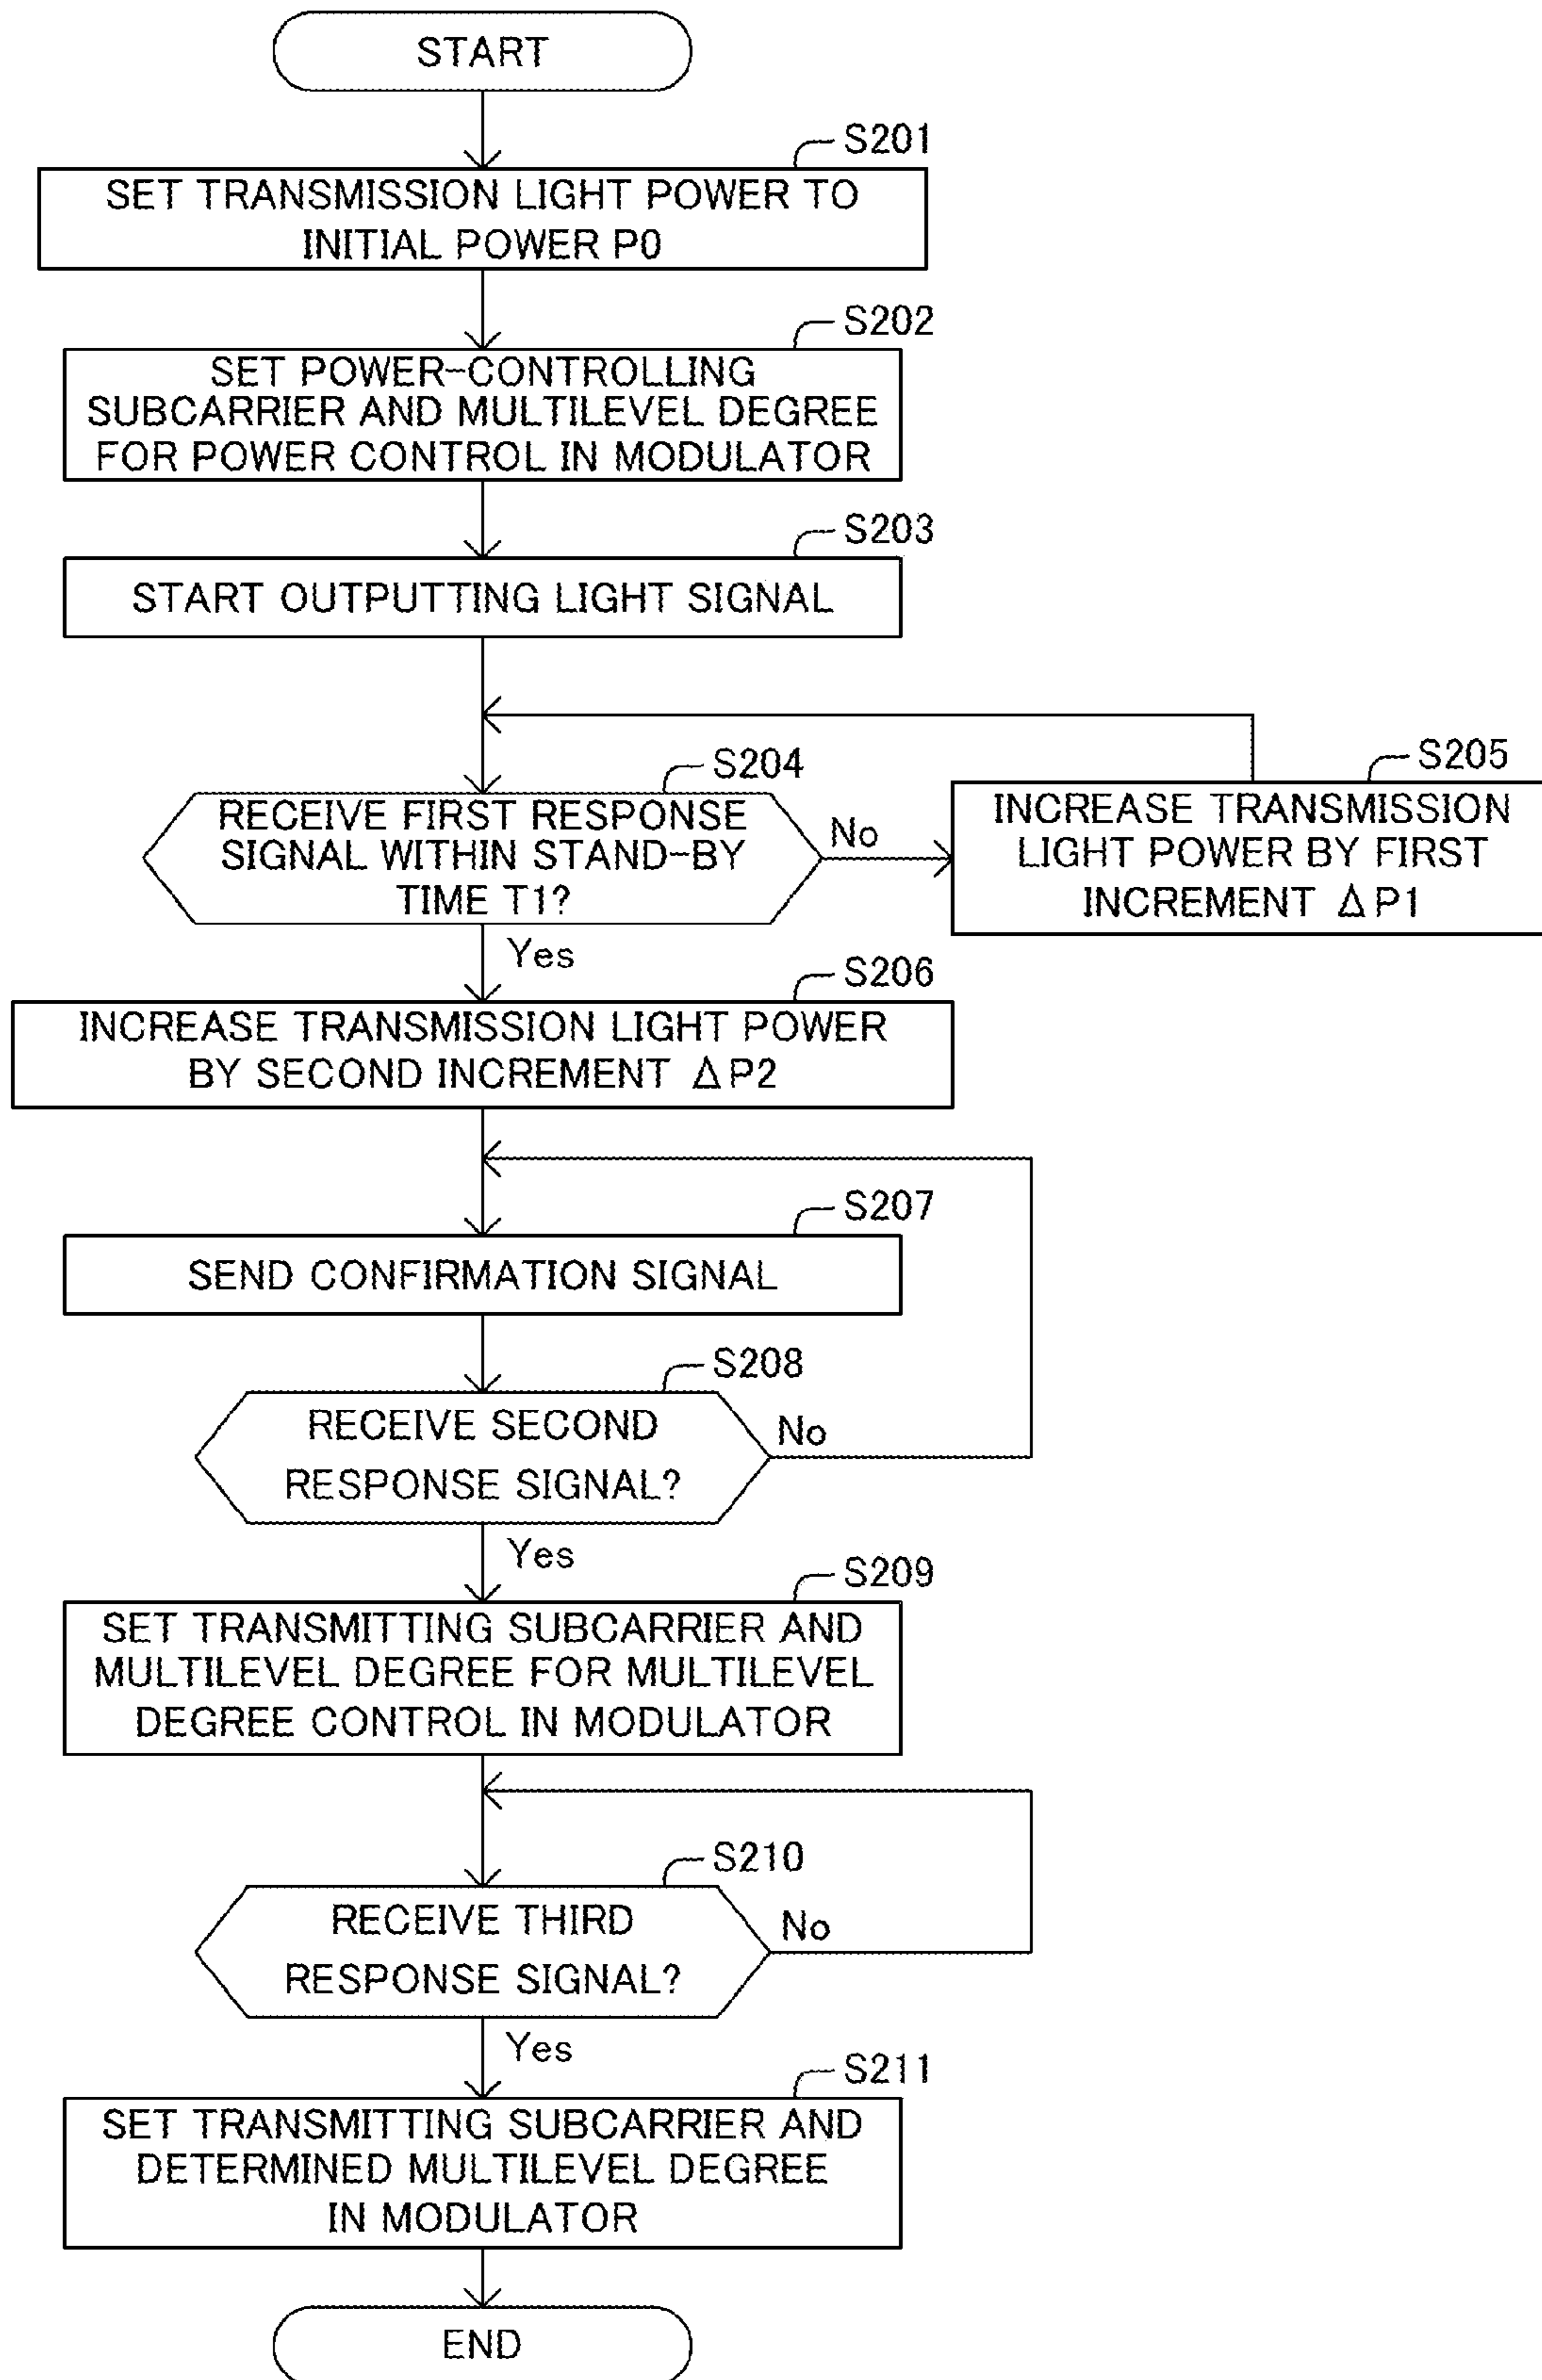 START
S201
SET TRANSMISSION LIGHT POWER TO
INITIAL POWER P0
S202
SET POWER-CONTROLLING
SUBCARRIER AND MULTILEVEL DEGREE
FOR POWER CONTROL IN MODULATOR
S203
START OUTPUTTING LIGHT SIGNAL
S204
RECEIVE FIRST RESPONSE
SIGNAL WITHIN STAND-BY
TIME T1?
No
S205
INCREASE TRANSMISSION
LIGHT POWER BY FIRST
INCREMENT ΔP1
Yes
S206
INCREASE TRANSMISSION LIGHT POWER
BY SECOND INCREMENT ΔP2
S207
SEND CONFIRMATION SIGNAL
S208
RECEIVE SECOND
RESPONSE SIGNAL?
No
Yes
S209
SET TRANSMITTING SUBCARRIER AND
MULTILEVEL DEGREE FOR MULTILEVEL
DEGREE CONTROL IN MODULATOR
S210
RECEIVE THIRD
RESPONSE SIGNAL?
No
Yes
S211
SET TRANSMITTING SUBCARRIER AND
DETERMINED MULTILEVEL DEGREE
IN MODULATOR
END